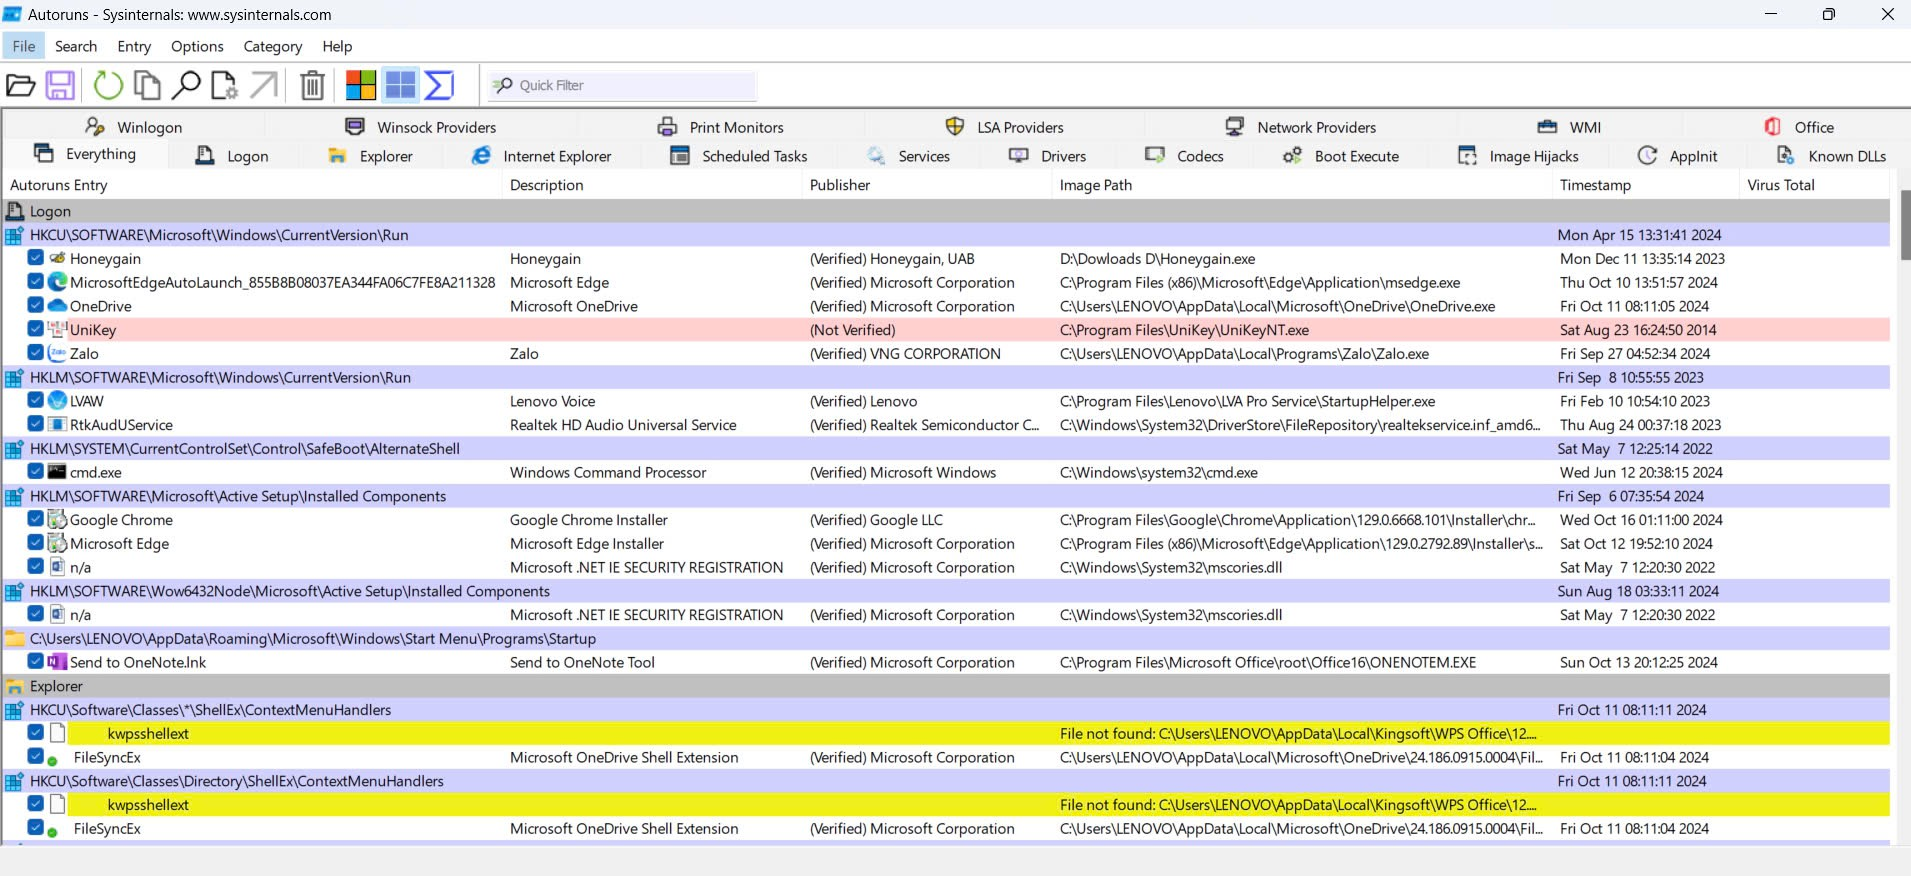 Autoruns - Sysinternals: www.sysinternals.com
File Search Entry Options Category Help
Quick Filter
Winlogon Winsock Providers Print Monitors LSA Providers Network Providers WMI Office
Everything Logon Explorer Internet Explorer Scheduled Tasks Services Drivers Codecs Boot Execute Image Hijacks AppInit Known DLLs
Autoruns Entry Description Publisher Image Path Timestamp Virus Total
Logon
HKCU\SOFTWARE\Microsoft\Windows\CurrentVersion\Run Mon Apr 15 13:31:41 2024
Honeygain Honeygain (Verified) Honeygain, UAB D:\Dowloads D\Honeygain.exe Mon Dec 11 13:35:14 2023
MicrosoftEdgeAutoLaunch_855B8B08037EA344FA06C7FE8A211328 Microsoft Edge (Verified) Microsoft Corporation C:\Program Files (x86)\Microsoft\Edge\Application\msedge.exe Thu Oct 10 13:51:57 2024
OneDrive Microsoft OneDrive (Verified) Microsoft Corporation C:\Users\LENOVO\AppData\Local\Microsoft\OneDrive\OneDrive.exe Fri Oct 11 08:11:05 2024
UniKey (Not Verified) C:\Program Files\UniKey\UniKeyNT.exe Sat Aug 23 16:24:50 2014
Zalo Zalo (Verified) VNG CORPORATION C:\Users\LENOVO\AppData\Local\Programs\Zalo\Zalo.exe Fri Sep 27 04:52:34 2024
HKLM\SOFTWARE\Microsoft\Windows\CurrentVersion\Run Fri Sep 8 10:55:55 2023
LVAW Lenovo Voice (Verified) Lenovo C:\Program Files\Lenovo\LVA Pro Service\StartupHelper.exe Fri Feb 10 10:54:10 2023
RtkAudUService Realtek HD Audio Universal Service (Verified) Realtek Semiconductor C... C:\Windows\System32\DriverStore\FileRepository\realtekservice.inf_amd6... Thu Aug 24 00:37:18 2023
HKLM\SYSTEM\CurrentControlSet\Control\SafeBoot\AlternateShell Sat May 7 12:25:14 2022
cmd.exe Windows Command Processor (Verified) Microsoft Windows C:\Windows\system32\cmd.exe Wed Jun 12 20:38:15 2024
HKLM\SOFTWARE\Microsoft\Active Setup\Installed Components Fri Sep 6 07:35:54 2024
Google Chrome Google Chrome Installer (Verified) Google LLC C:\Program Files\Google\Chrome\Application\129.0.6668.101\Installer\chr... Wed Oct 16 01:11:00 2024
Microsoft Edge Microsoft Edge Installer (Verified) Microsoft Corporation C:\Program Files (x86)\Microsoft\Edge\Application\129.0.2792.89\Installer\s... Sat Oct 12 19:52:10 2024
n/a Microsoft .NET IE SECURITY REGISTRATION (Verified) Microsoft Corporation C:\Windows\System32\mscories.dll Sat May 7 12:20:30 2022
HKLM\SOFTWARE\Wow6432Node\Microsoft\Active Setup\Installed Components Sun Aug 18 03:33:11 2024
n/a Microsoft .NET IE SECURITY REGISTRATION (Verified) Microsoft Corporation C:\Windows\System32\mscories.dll Sat May 7 12:20:30 2022
C:\Users\LENOVO\AppData\Roaming\Microsoft\Windows\Start Menu\Programs\Startup
Send to OneNote.lnk Send to OneNote Tool (Verified) Microsoft Corporation C:\Program Files\Microsoft Office\root\Office16\ONENOTEM.EXE Sun Oct 13 20:12:25 2024
Explorer
HKCU\Software\Classes\*\ShellEx\ContextMenuHandlers Fri Oct 11 08:11:11 2024
kwpsshellext File not found: C:\Users\LENOVO\AppData\Local\Kingsoft\WPS Office\12....
FileSyncEx Microsoft OneDrive Shell Extension (Verified) Microsoft Corporation C:\Users\LENOVO\AppData\Local\Microsoft\OneDrive\24.186.0915.0004\Fil... Fri Oct 11 08:11:04 2024
HKCU\Software\Classes\Directory\ShellEx\ContextMenuHandlers Fri Oct 11 08:11:11 2024
kwpsshellext File not found: C:\Users\LENOVO\AppData\Local\Kingsoft\WPS Office\12....
FileSyncEx Microsoft OneDrive Shell Extension (Verified) Microsoft Corporation C:\Users\LENOVO\AppData\Local\Microsoft\OneDrive\24.186.0915.0004\Fil... Fri Oct 11 08:11:04 2024